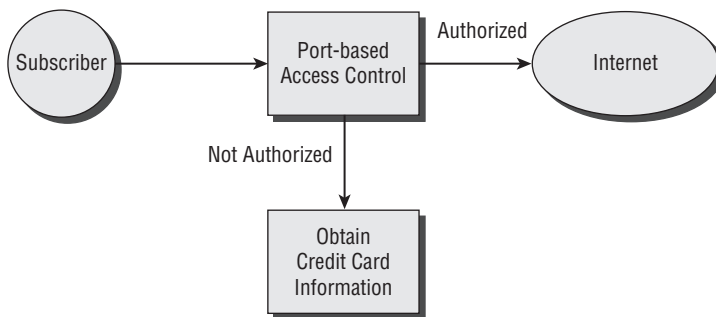 Subscriber
Port-based
Access Control
Authorized
Internet
Not Authorized
Obtain
Credit Card
Information